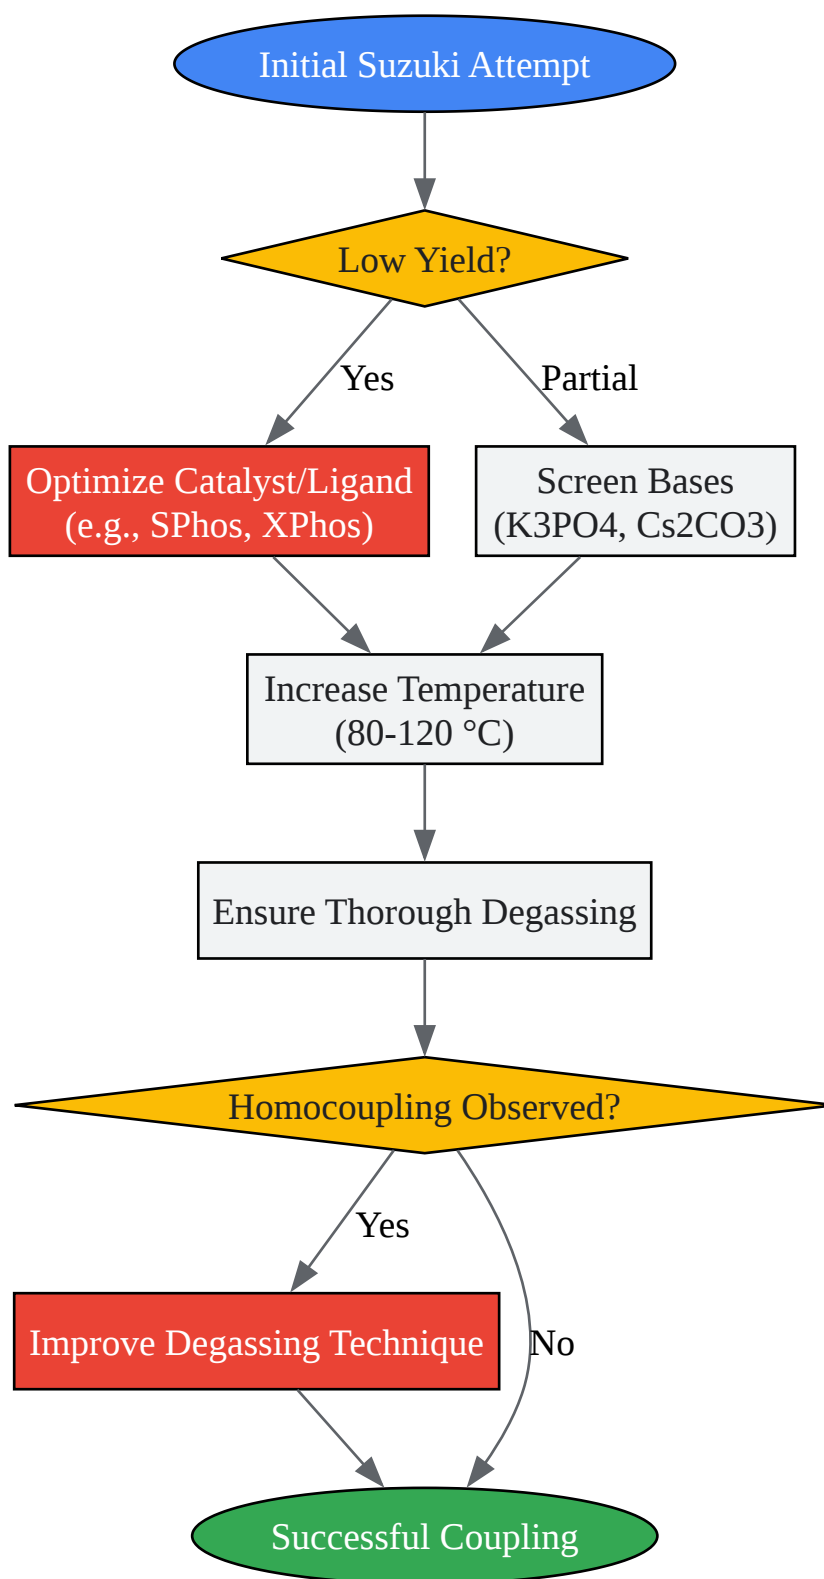 Initial Suzuki Attempt
Low Yield?
Yes
Partial
Optimize Catalyst/Ligand
(e.g., SPhos, XPhos)
Screen Bases
(K3PO4, Cs2CO3)
Increase Temperature
(80-120 °C)
Ensure Thorough Degassing
Homocoupling Observed?
Yes
Improve Degassing Technique
No
Successful Coupling